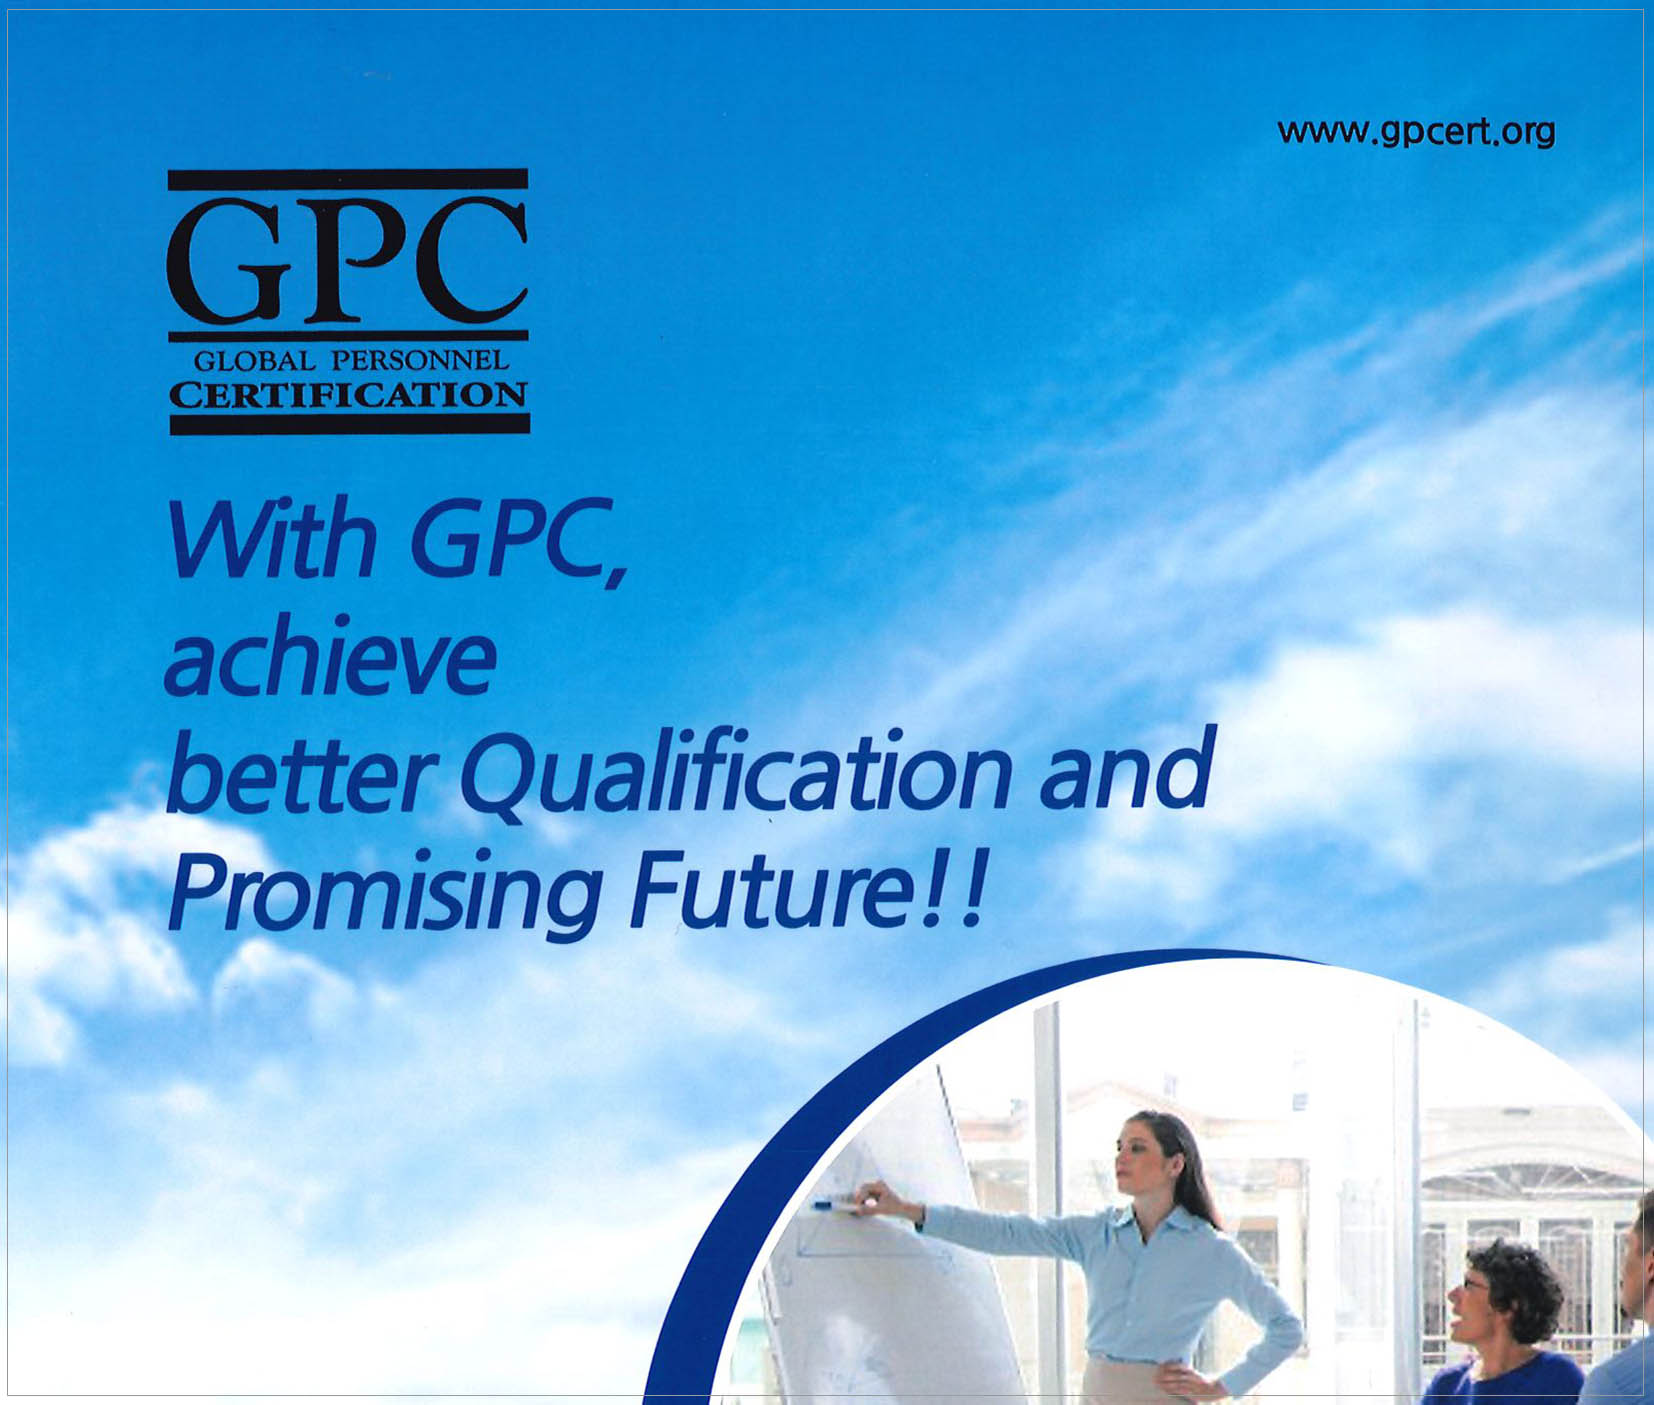 www.gpcert.org
GPC
GLOBAL PERSONNEL
CERTIFICATION
With GPC,
achieve
better Qualification and
Promising Future!!